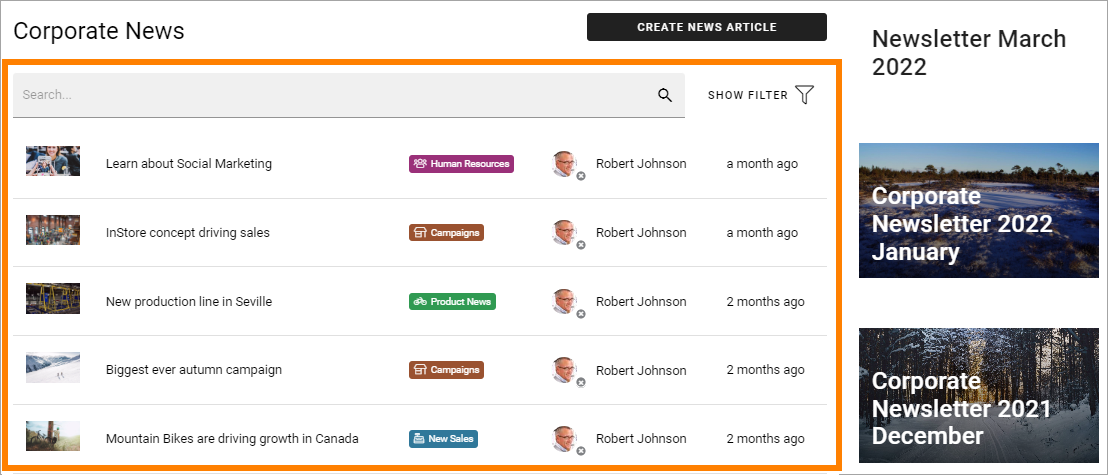 Corporate News
CREATE NEWS ARTICLE
Search...
SHOW FILTER
Learn about Social Marketing Human Resources Robert Johnson a month ago
InStore concept driving sales Campaigns Robert Johnson a month ago
New production line in Seville Product News Robert Johnson 2 months ago
Biggest ever autumn campaign Campaigns Robert Johnson 2 months ago
Mountain Bikes are driving growth in Canada New Sales Robert Johnson 2 months ago
Newsletter March
2022
Corporate
Newsletter 2022
January
Corporate
Newsletter 2021
December